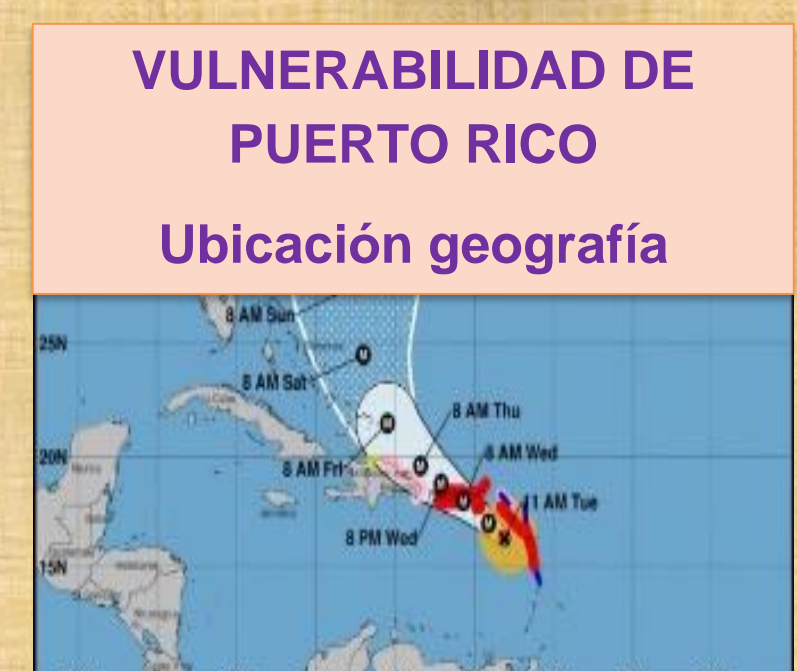 VULNERABILIDAD DE
PUERTO RICO
Ubicación geografía
8 AM Sun
25N
8 AM Sat
8 AM Thu
20N
8 AM Fri
8 AM Wed
11 AM Tue
8 PM Wed
15N